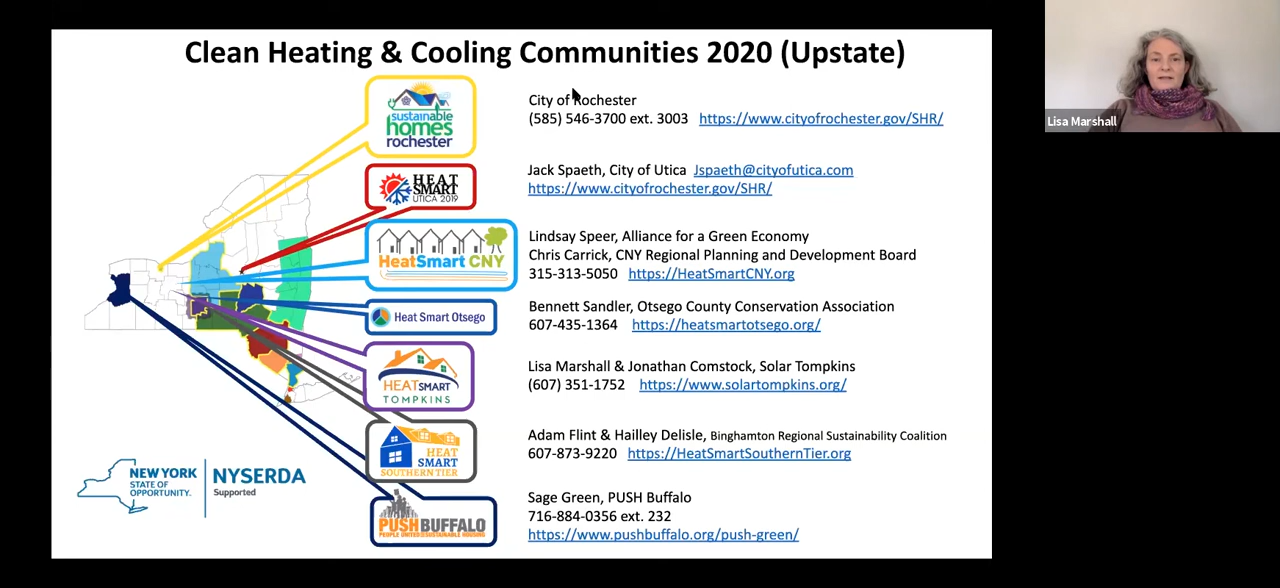 Clean Heating & Cooling Communities 2020 (Upstate)
sustainable
homes
rochester
City of Rochester
(585) 546-3700 ext. 3003 https://www.cityofrochester.gov/SHR/
HEAT
SMART
UTICA 2019
Jack Spaeth, City of Utica Jspaeth@cityofutica.com
https://www.cityofrochester.gov/SHR/
HeatSmart CNY
Lindsay Speer, Alliance for a Green Economy
Chris Carrick, CNY Regional Planning and Development Board
315-313-5050 https://HeatSmartCNY.org
Heat Smart Otsego
Bennett Sandler, Otsego County Conservation Association
607-435-1364 https://heatsmartotsego.org/
HEATSMART
TOMPKINS
Lisa Marshall & Jonathan Comstock, Solar Tompkins
(607) 351-1752 https://www.solartompkins.org/
HEAT
SMART
SOUTHERN TIER
Adam Flint & Hailley Delisle, Binghamton Regional Sustainability Coalition
607-873-9220 https://HeatSmartSouthernTier.org
PUSH BUFFALO
PEOPLE UNITED for SUSTAINABLE HOUSING
Sage Green, PUSH Buffalo
716-884-0356 ext. 232
https://www.pushbuffalo.org/push-green/
NEW YORK
STATE OF
OPPORTUNITY.
NYSERDA
Supported
Lisa Marshall